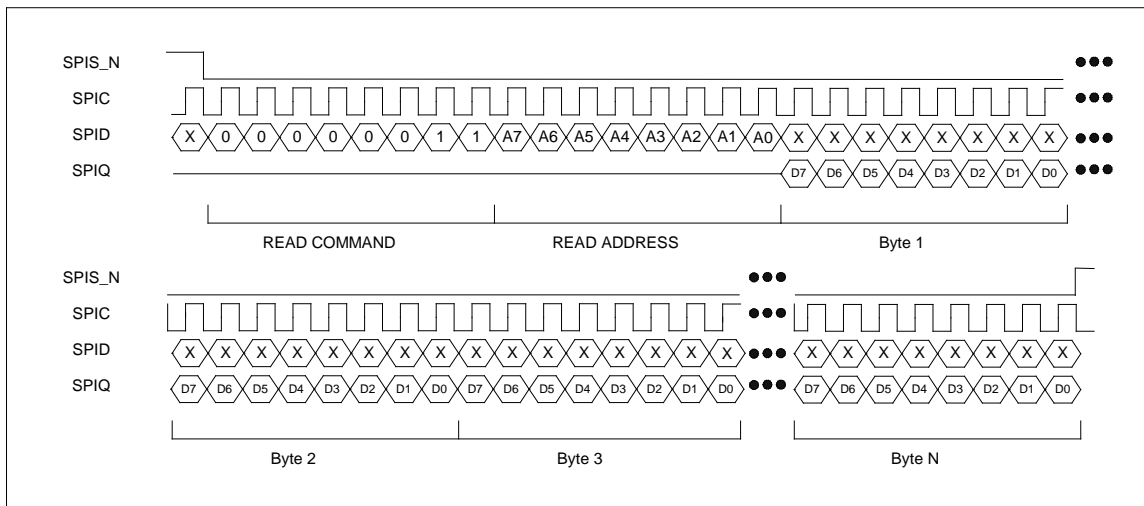 SPIS_N
SPIC
SPID X 0 0 0 0 0 0 1 1 A7 A6 A5 A4 A3 A2 A1 A0 X X X X X X X X
SPIQ D7 D6 D5 D4 D3 D2 D1 D0
READ COMMAND READ ADDRESS Byte 1
SPIS_N
SPIC
SPID X X X X X X X X X X X X X X X X X X X X X X X X
SPIQ D7 D6 D5 D4 D3 D2 D1 D0 D7 D6 D5 D4 D3 D2 D1 D0 D7 D6 D5 D4 D3 D2 D1 D0
Byte 2 Byte 3 Byte N